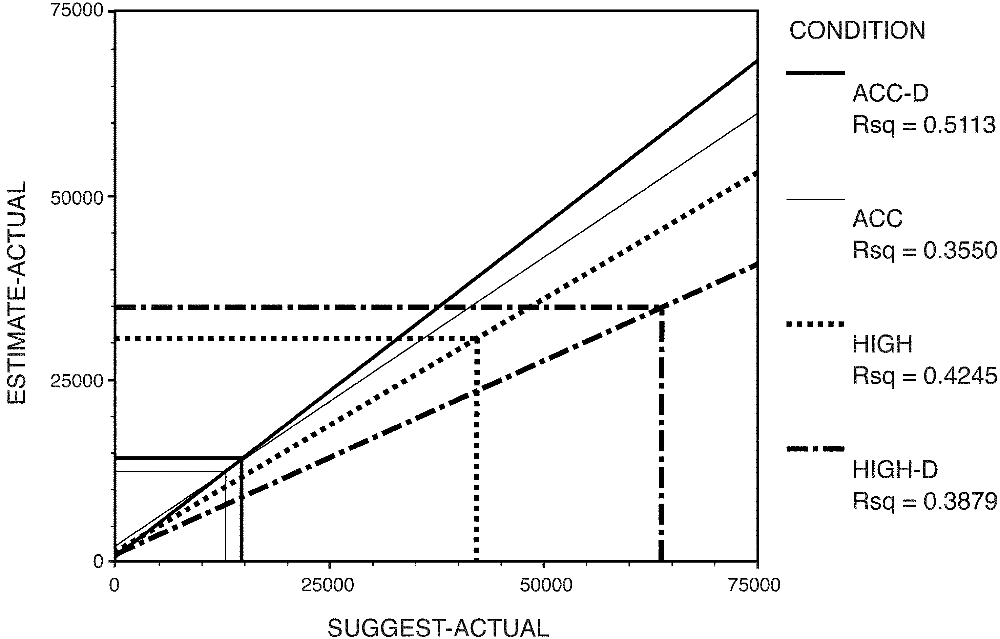 75000
50000
25000
0
ESTIMATE-ACTUAL
0
25000
50000
75000
SUGGEST-ACTUAL
CONDITION
ACC-D
Rsq = 0.5113
ACC
Rsq = 0.3550
HIGH
Rsq = 0.4245
HIGH-D
Rsq = 0.3879